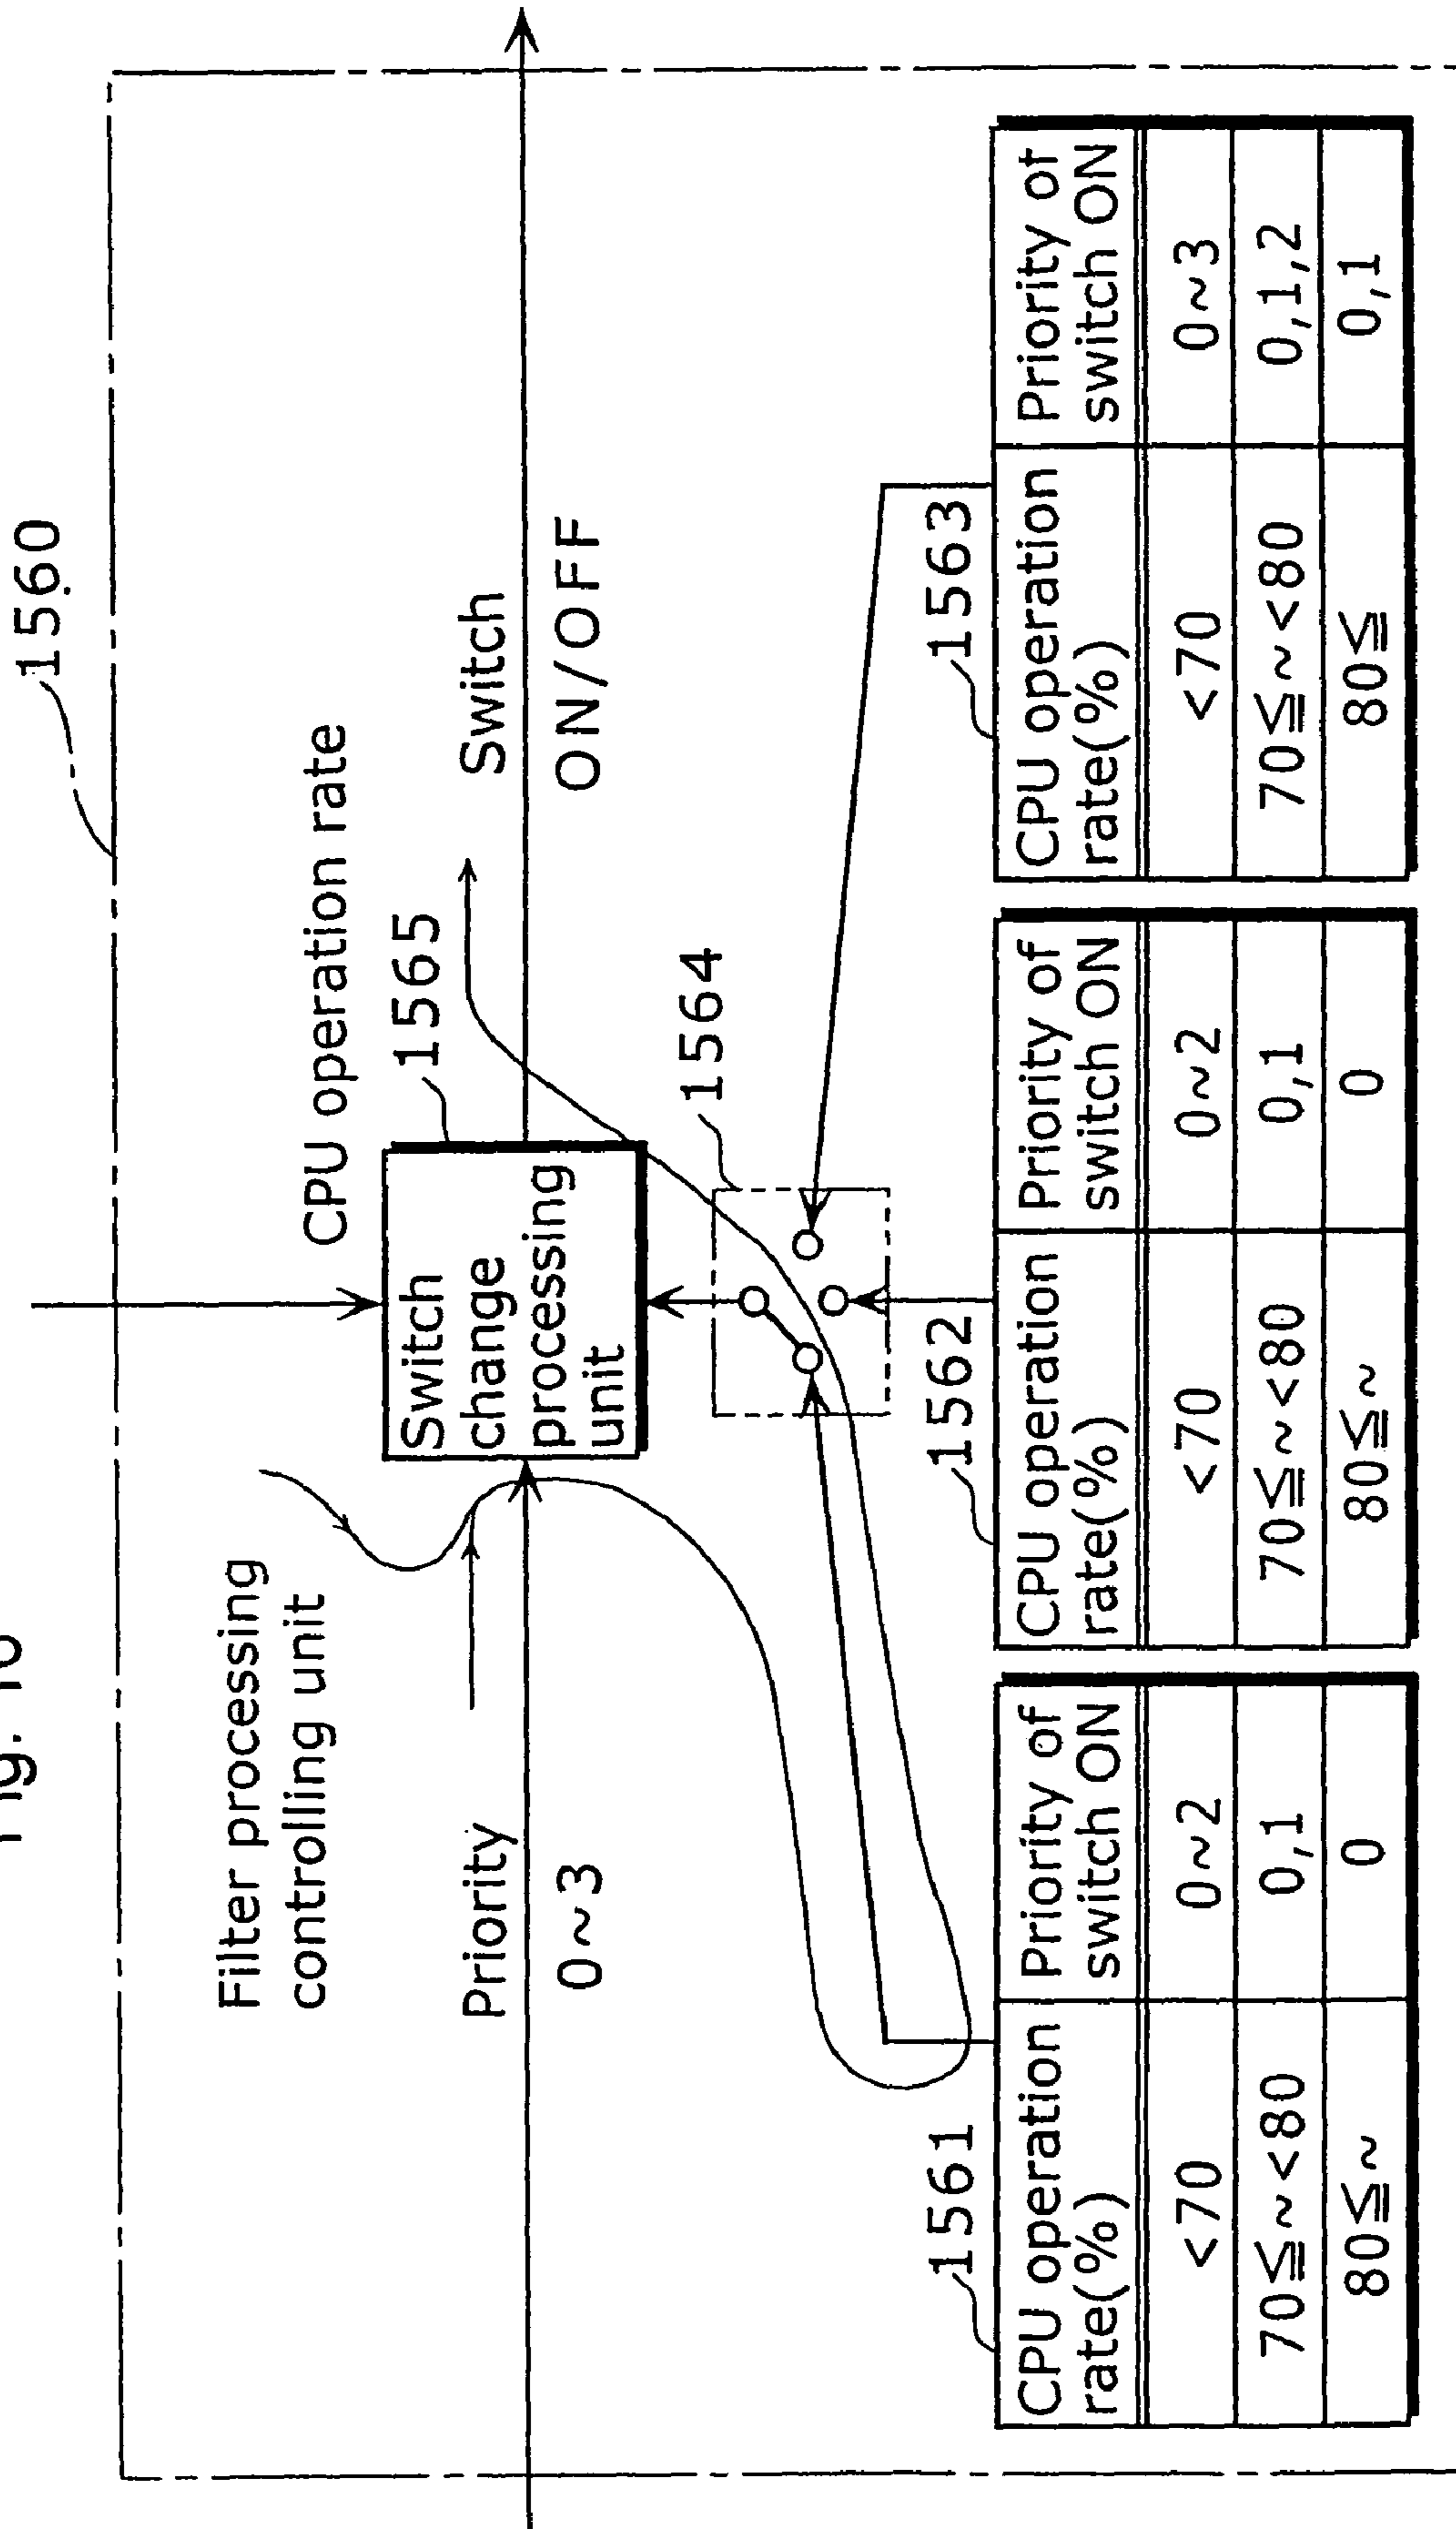 1560
Filter processing
controlling unit
CPU operation rate
1565
Switch
change
processing
unit
Priority
0~3
Switch
ON/OFF
1564
1561
CPU operation
rate(%)
Priority of
switch ON
<70
0~2
70≦~<80
0,1
80≦~
0
1562
CPU operation
rate(%)
Priority of
switch ON
<70
0~2
70≦~<80
0,1
80≦~
0
1563
CPU operation
rate(%)
Priority of
switch ON
<70
0~3
70≦~<80
0,1,2
80≦
0,1